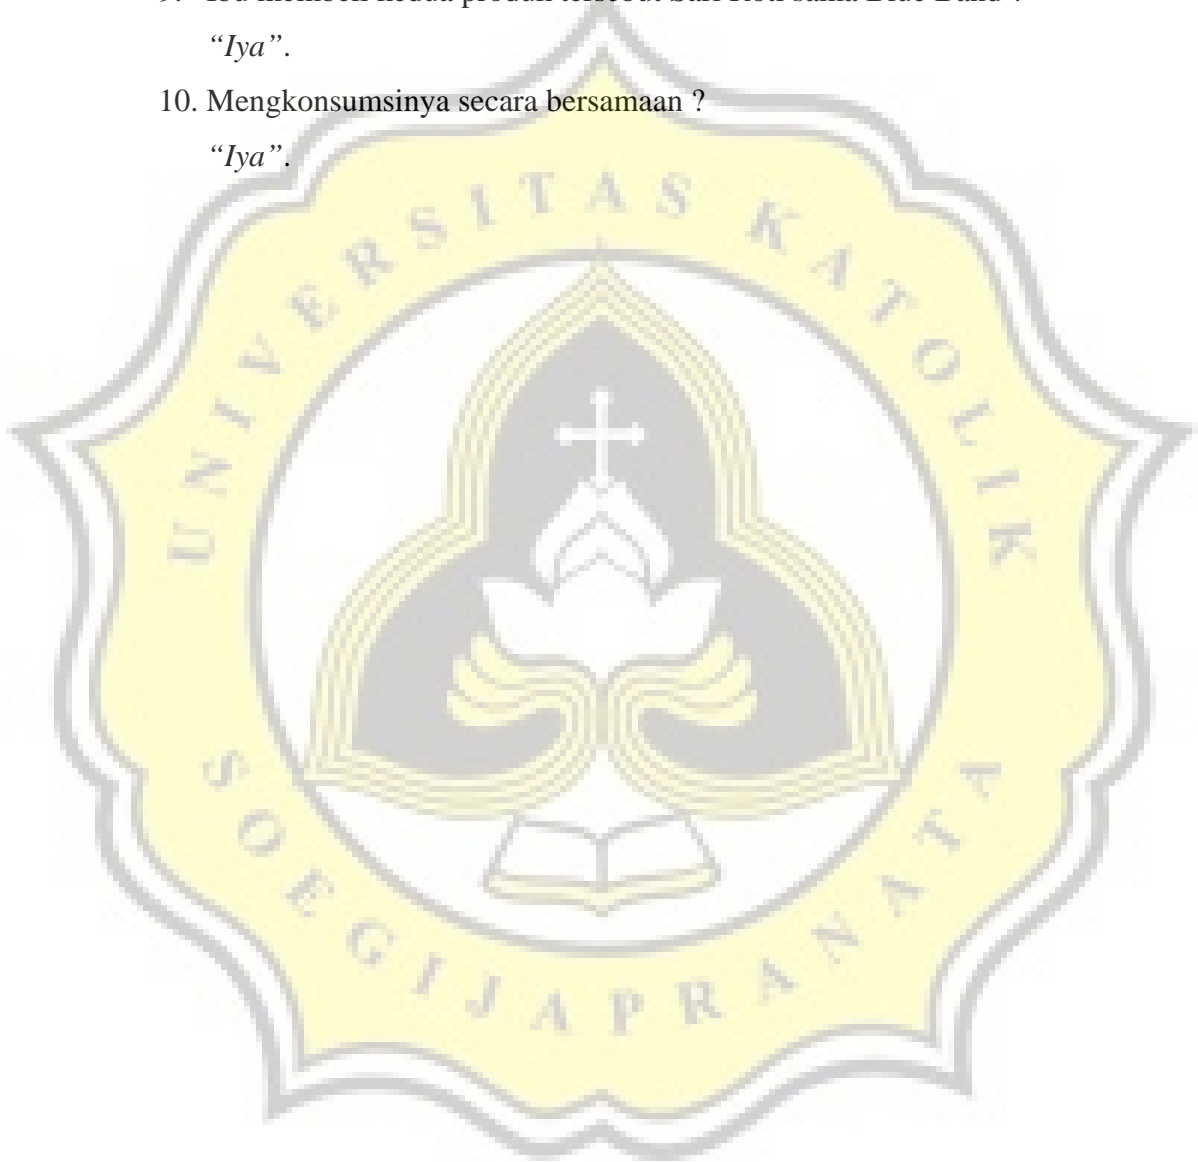 9. Ibu membeli kedua produk tersebut Sari Roti sama Blue Band ?
“Iya”.
10. Mengkonsumsinya secara bersamaan ?
“Iya”.
UNIVERSITAS KATOLIK
SOEGIJAPRANATA